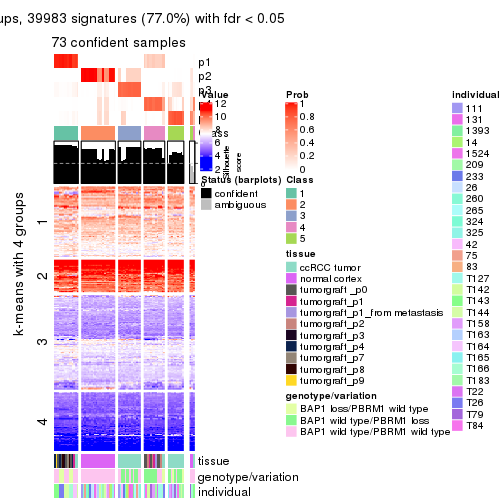 ups, 39983 signatures (77.0%) with fdr < 0.05
73 confident samples
p1
p2
p3
p4
k-means with 4 groups
1
2
3
4
tissue
genotype/variation
individual
Value
12
10
8
6
4
2
Silhouette
score
Status (barplots)
confident
ambiguous
Prob
1
0.8
0.6
0.4
0.2
0
Class
1
2
3
4
5
tissue
ccRCC tumor
normal cortex
tumorgraft_p0
tumorgraft_p1
tumorgraft_p1_from metastasis
tumorgraft_p2
tumorgraft_p3
tumorgraft_p4
tumorgraft_p7
tumorgraft_p8
tumorgraft_p9
genotype/variation
BAP1 loss/PBRM1 wild type
BAP1 wild type/PBRM1 loss
BAP1 wild type/PBRM1 wild type
individual
111
131
1393
14
1524
209
233
26
260
265
324
325
42
75
83
T127
T142
T143
T144
T158
T163
T164
T165
T166
T183
T22
T26
T79
T84